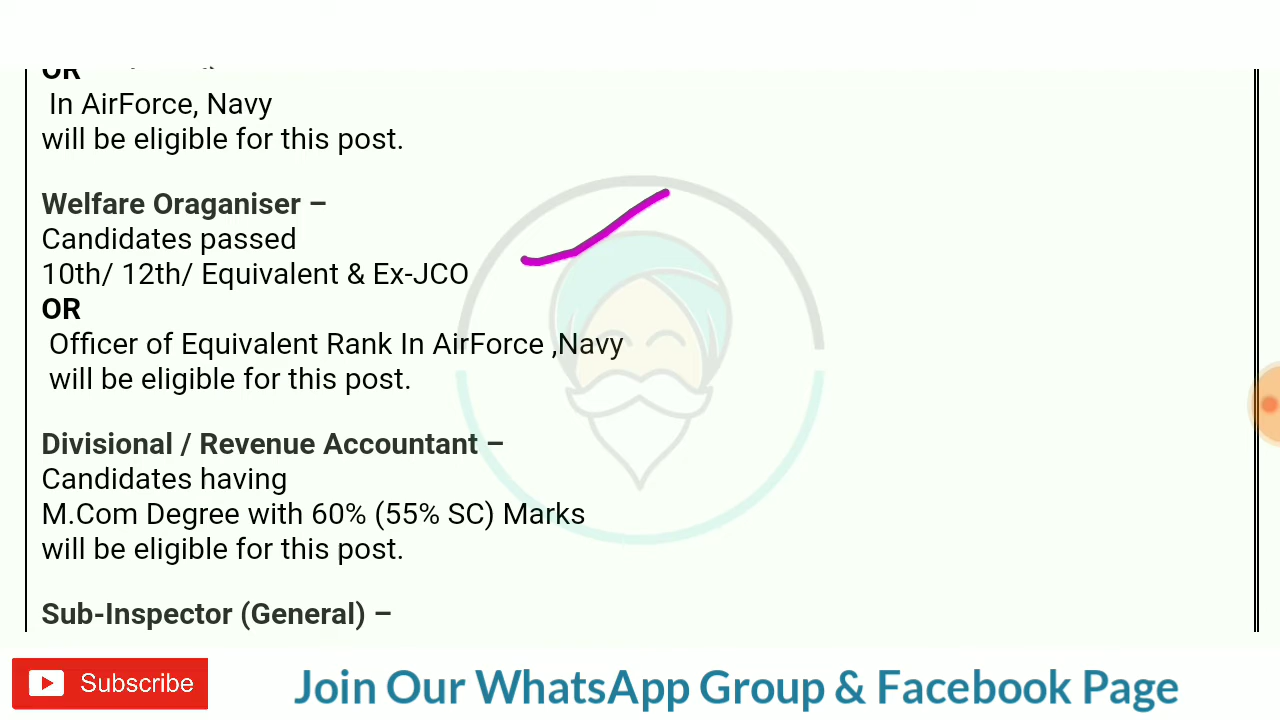 OR
In AirForce, Navy
will be eligible for this post.
Welfare Oraganiser –
Candidates passed
10th/ 12th/ Equivalent & Ex-JCO
OR
Officer of Equivalent Rank In AirForce ,Navy
will be eligible for this post.
Divisional / Revenue Accountant –
Candidates having
M.Com Degree with 60% (55% SC) Marks
will be eligible for this post.
Sub-Inspector (General) –
Subscribe
Join Our WhatsApp Group & Facebook Page